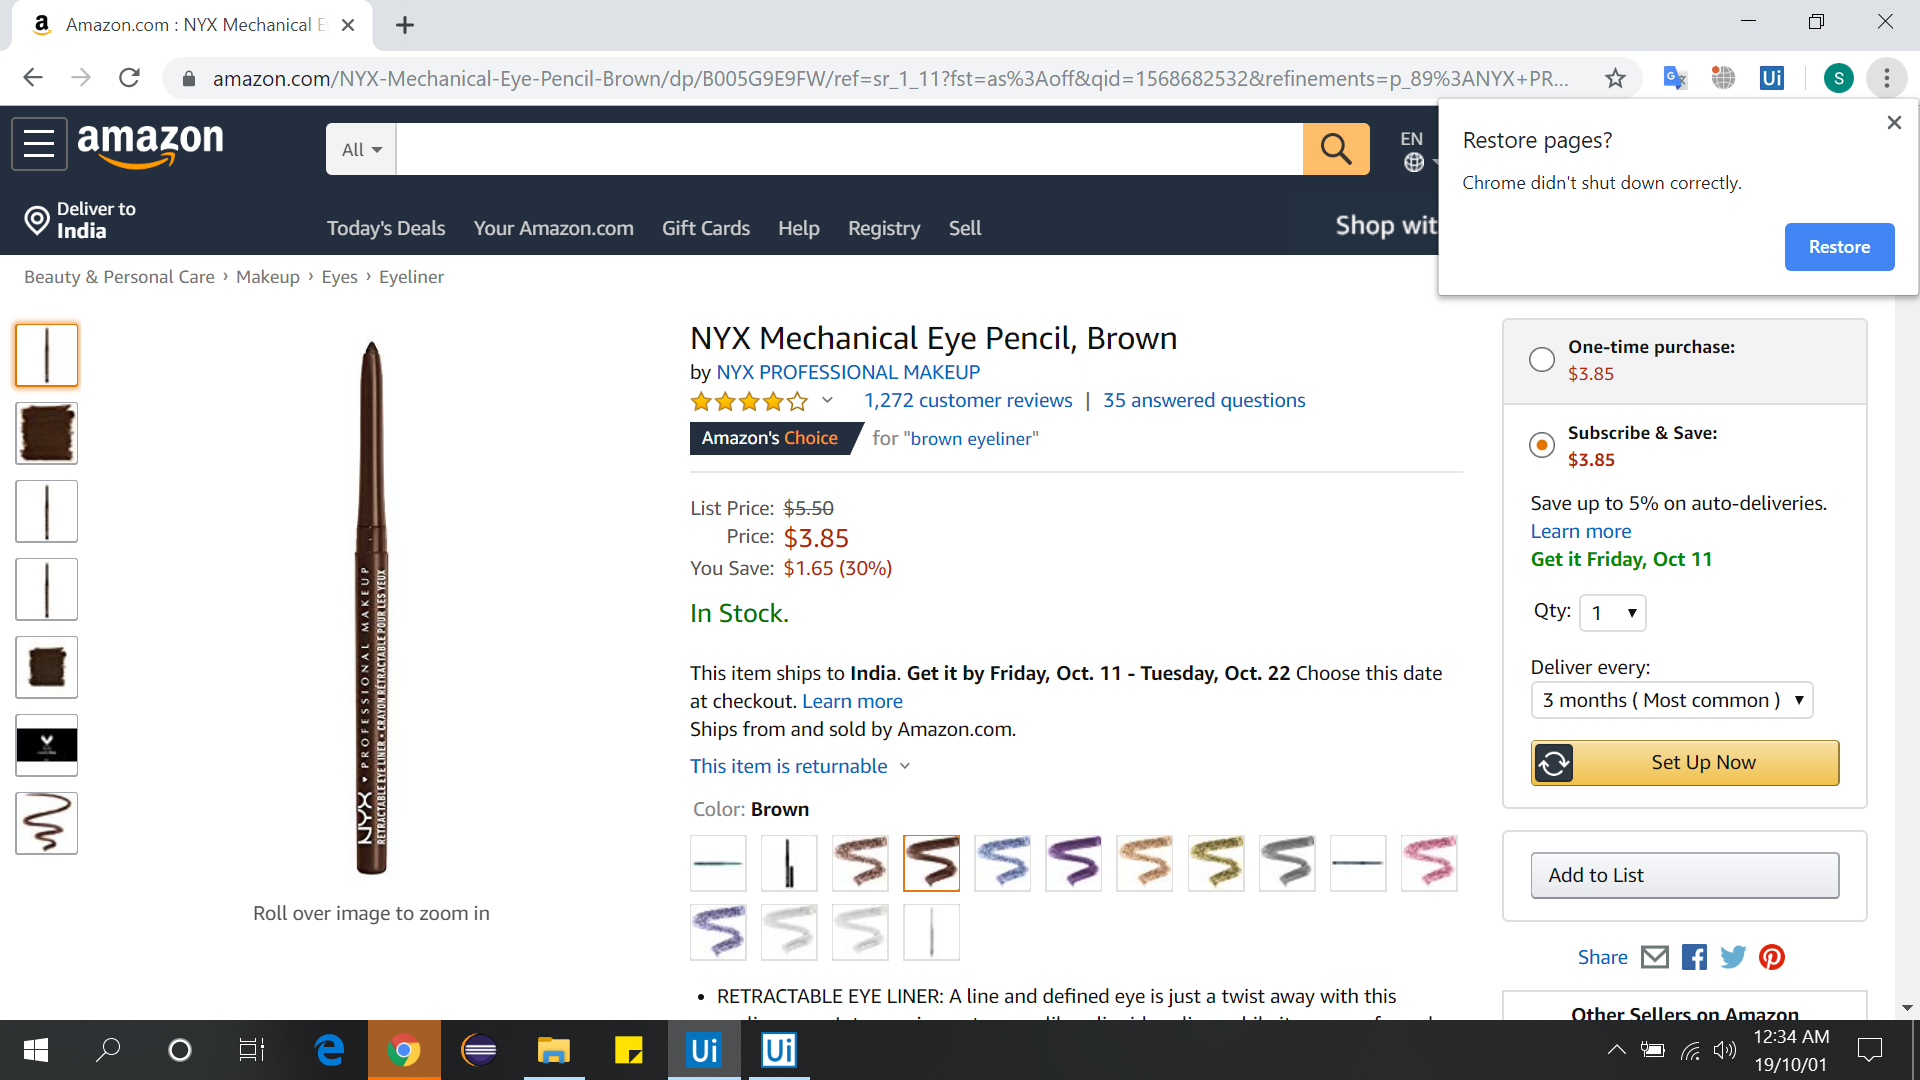 Amazon.com : NYX Mechanical E
amazon.com/NYX-Mechanical-Eye-Pencil-Brown/dp/B005G9E9FW/ref=sr_1_11?fst=as%3Aoff&qid=1568682532&refinements=p_89%3ANYX+PR...
Ui
S
Restore pages?
Chrome didn't shut down correctly.
Restore
amazon
All
EN
Deliver to
India
Today's Deals
Your Amazon.com
Gift Cards
Help
Registry
Sell
Shop wit
Beauty & Personal Care › Makeup › Eyes › Eyeliner
NYX ♥ PROFESSIONAL MAKEUP
RETRACTABLE EYE LINER • CRAYON RÉTRACTABLE POUR LES YEUX
Roll over image to zoom in
NYX Mechanical Eye Pencil, Brown
by NYX PROFESSIONAL MAKEUP
1,272 customer reviews | 35 answered questions
Amazon's Choice for "brown eyeliner"
List Price: $5.50
Price: $3.85
You Save: $1.65 (30%)
In Stock.
This item ships to India. Get it by Friday, Oct. 11 - Tuesday, Oct. 22 Choose this date
at checkout. Learn more
Ships from and sold by Amazon.com.
This item is returnable
Color: Brown
• RETRACTABLE EYE LINER: A line and defined eye is just a twist away with this
One-time purchase:
$3.85
Subscribe & Save:
$3.85
Save up to 5% on auto-deliveries.
Learn more
Get it Friday, Oct 11
Qty: 1
Deliver every:
3 months ( Most common )
Set Up Now
Add to List
Share
Other Sellers on Amazon
Ui
Ui
12:34 AM
19/10/01